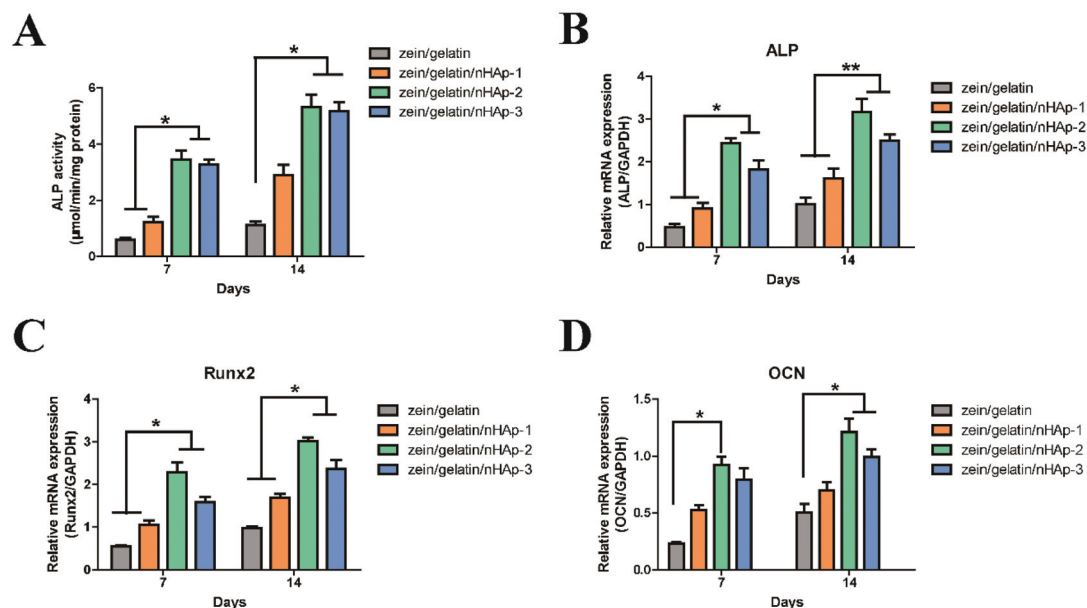 A
*
*
zein/gelatin
zein/gelatin/nHAp-1
zein/gelatin/nHAp-2
zein/gelatin/nHAp-3
ALP activity
(μmol/min/mg protein)
6
4
2
0
7
14
Days
B
ALP
*
**
zein/gelatin
zein/gelatin/nHAp-1
zein/gelatin/nHAp-2
zein/gelatin/nHAp-3
Relative mRNA expression
(ALP/GAPDH)
4
3
2
1
0
7
14
Days
C
Runx2
*
*
zein/gelatin
zein/gelatin/nHAp-1
zein/gelatin/nHAp-2
zein/gelatin/nHAp-3
Relative mRNA expression
(Runx2/GAPDH)
4
3
2
1
0
7
14
Days
D
OCN
*
*
zein/gelatin
zein/gelatin/nHAp-1
zein/gelatin/nHAp-2
zein/gelatin/nHAp-3
Relative mRNA expression
(OCN/GAPDH)
1.5
1.0
0.5
0.0
7
14
Days